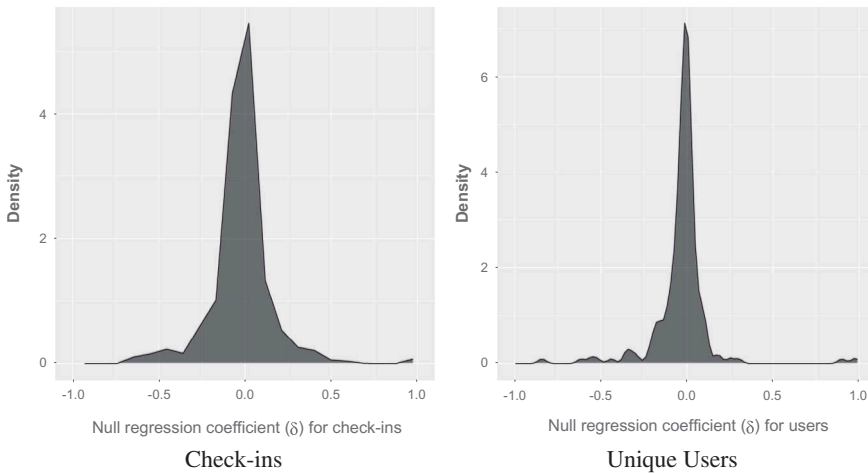 Density
4
2
0
-1.0 -0.5 0.0 0.5 1.0
Null regression coefficient (δ) for check-ins
Check-ins
Density
6
4
2
0
-1.0 -0.5 0.0 0.5 1.0
Null regression coefficient (δ) for users
Unique Users